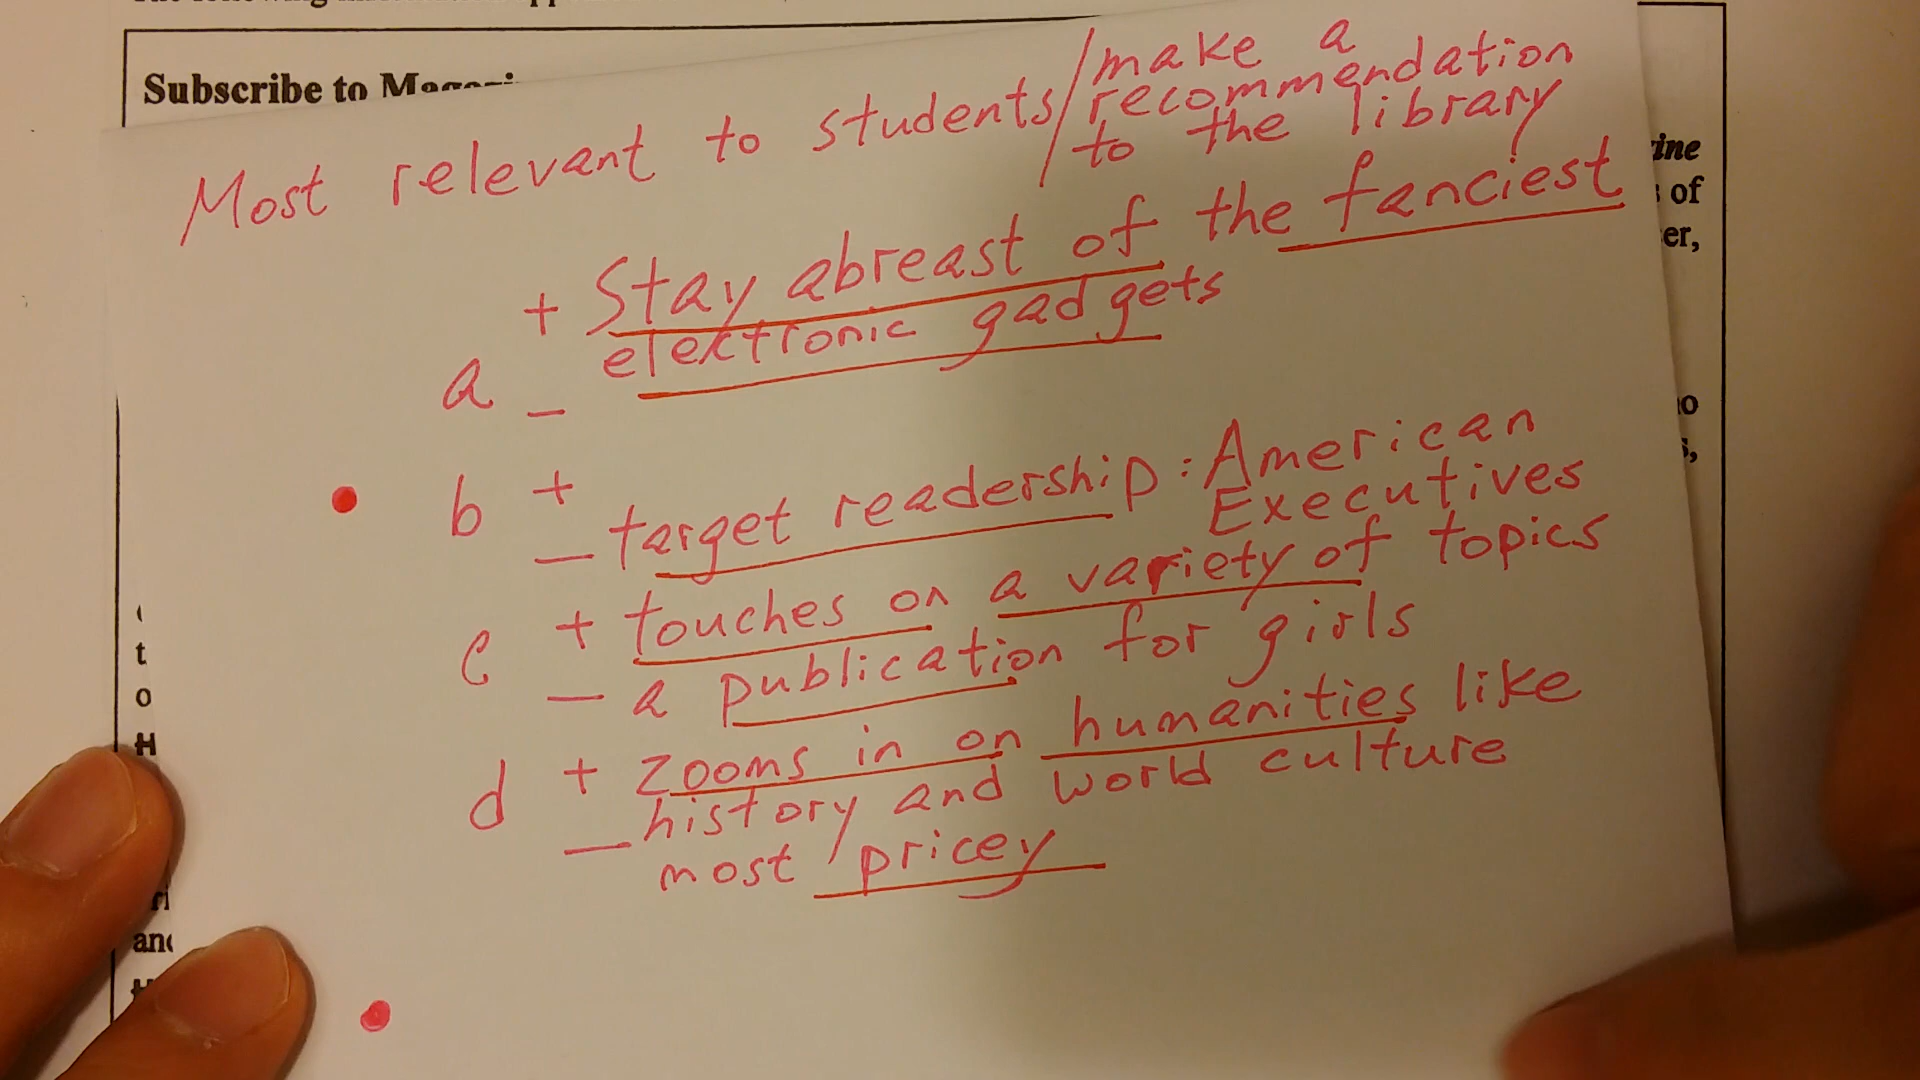 Subscribe to
Most relevant to students/make a
recommendation
to the library
+ Stay abreast of the fanciest
electronic gadgets
a -
b +
- target readership: American
Executives
c + touches on a variety of topics
- a publication for girls
d + zooms in on humanities like
history and world culture
- most pricey
of
er,
t
o
H